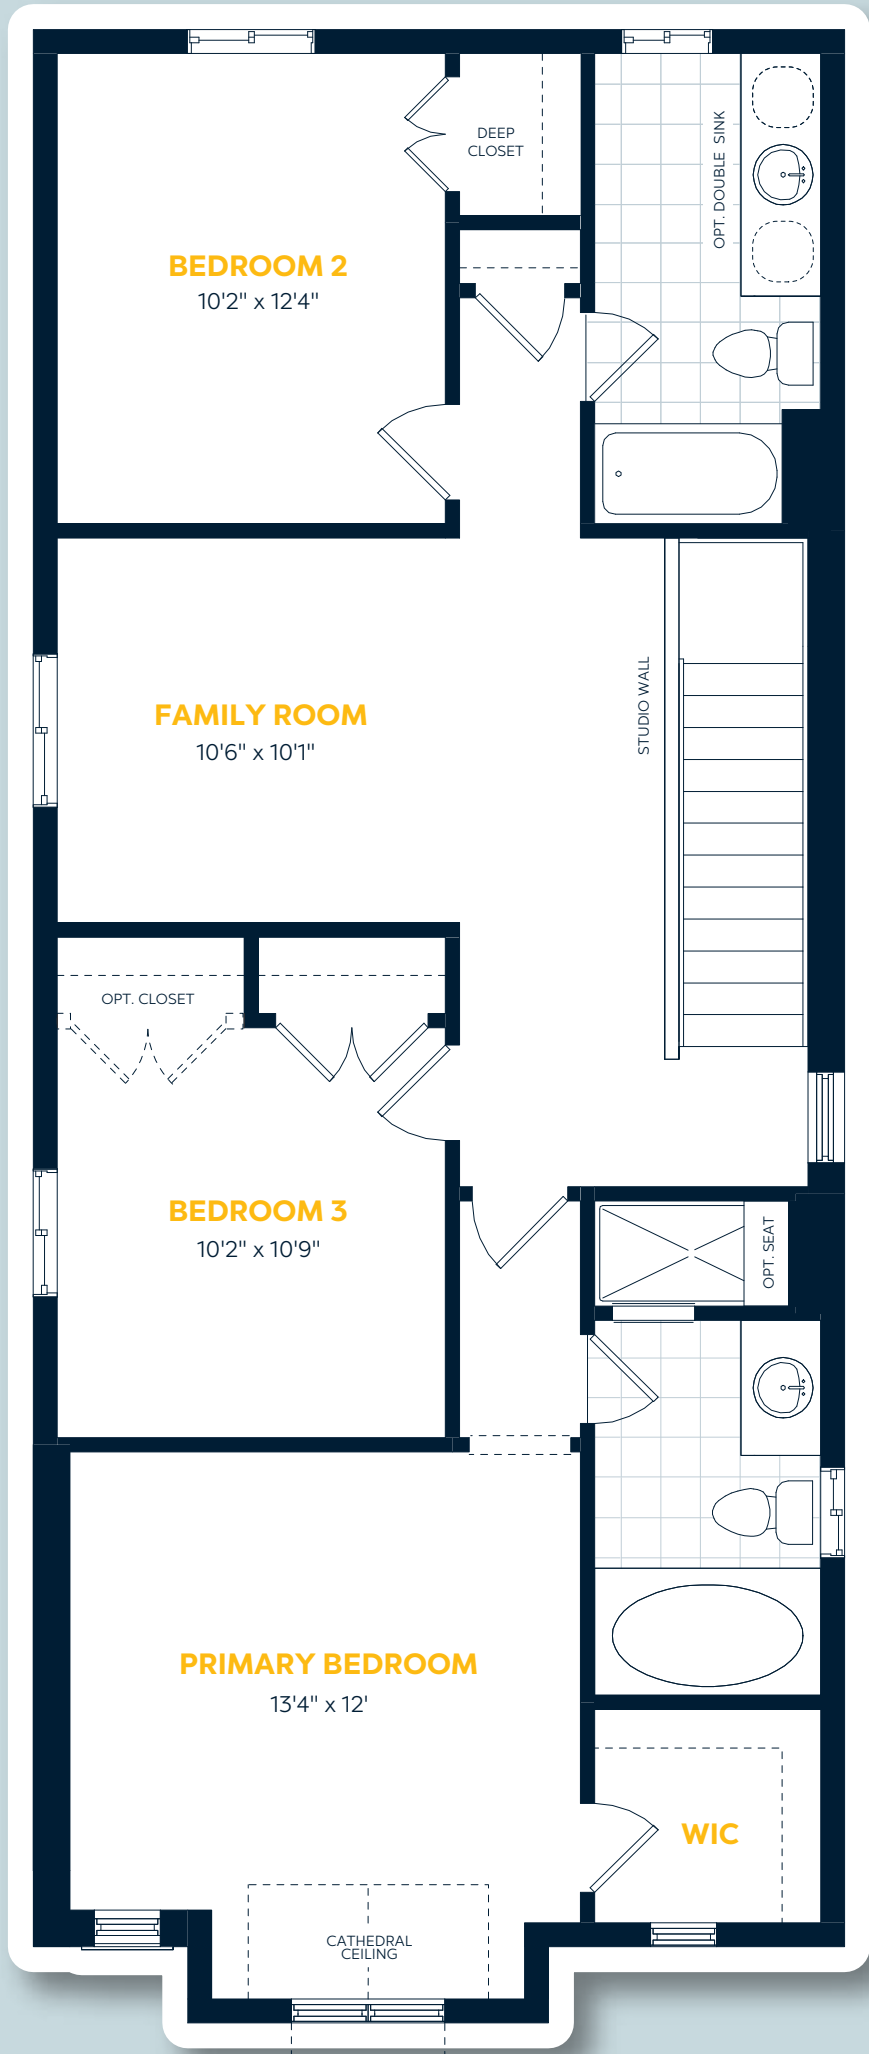 DEEP
CLOSET
OPT. DOUBLE SINK
BEDROOM 2
10'2" x 12'4"
STUDIO WALL
FAMILY ROOM
10'6" x 10'1"
OPT. CLOSET
BEDROOM 3
10'2" x 10'9"
OPT. SEAT
PRIMARY BEDROOM
13'4" x 12'
WIC
CATHEDRAL
CEILING